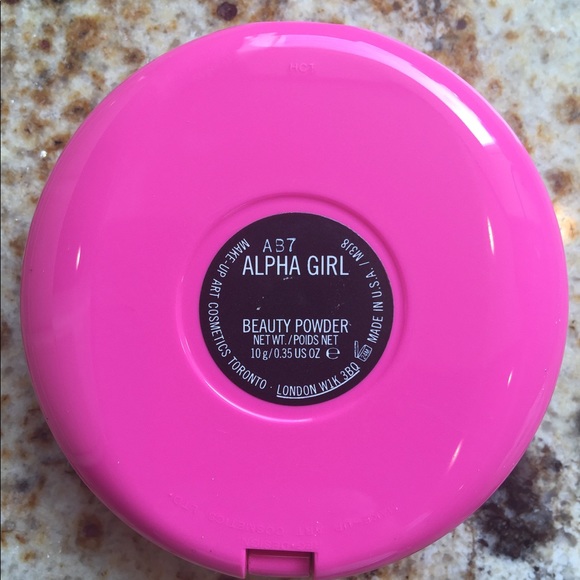 HOT
AB7
ALPHA GIRL
BEAUTY POWDER
NET WT./POIDS NET
10 g/0.35 US OZ e
MAKE-UP ART COSMETICS TORONTO · LONDON W1K 3BQ
MADE IN U.S.A. / M318